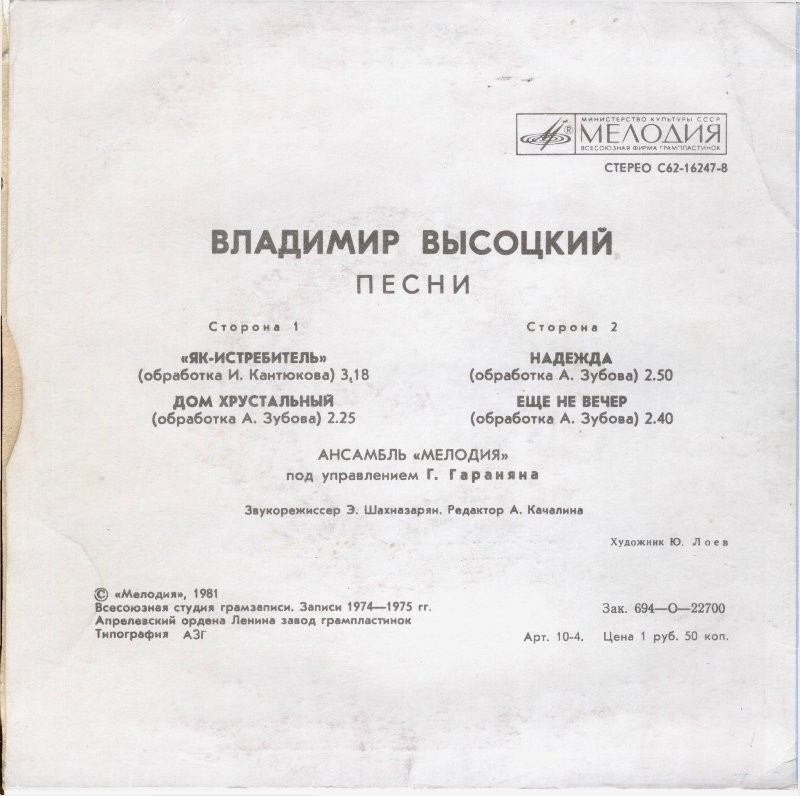 МИНИСТЕРСТВО КУЛЬТУРЫ СССР
® МЕЛОДИЯ
ВСЕСОЮЗНАЯ ФИРМА ГРАМПЛАСТИНОК
СТЕРЕО С62-16247-8
ВЛАДИМИР ВЫСОЦКИЙ
ПЕСНИ
Сторона 1
«ЯК-ИСТРЕБИТЕЛЬ»
(обработка И. Кантюкова) 3,18
ДОМ ХРУСТАЛЬНЫЙ
(обработка А. Зубова) 2.25
Сторона 2
НАДЕЖДА
(обработка А. Зубова) 2.50
ЕЩЕ НЕ ВЕЧЕР
(обработка А. Зубова) 2.40
АНСАМБЛЬ «МЕЛОДИЯ»
под управлением Г. Гараняна
Звукорежиссер Э. Шахназарян. Редактор А. Качалина
Художник Ю. Лоев
© «Мелодия», 1981
Всесоюзная студия грамзаписи. Записи 1974—1975 гг.
Апрелевский ордена Ленина завод грампластинок
Типография АЗГ
Зак. 694—О—22700
Арт. 10-4. Цена 1 руб. 50 коп.